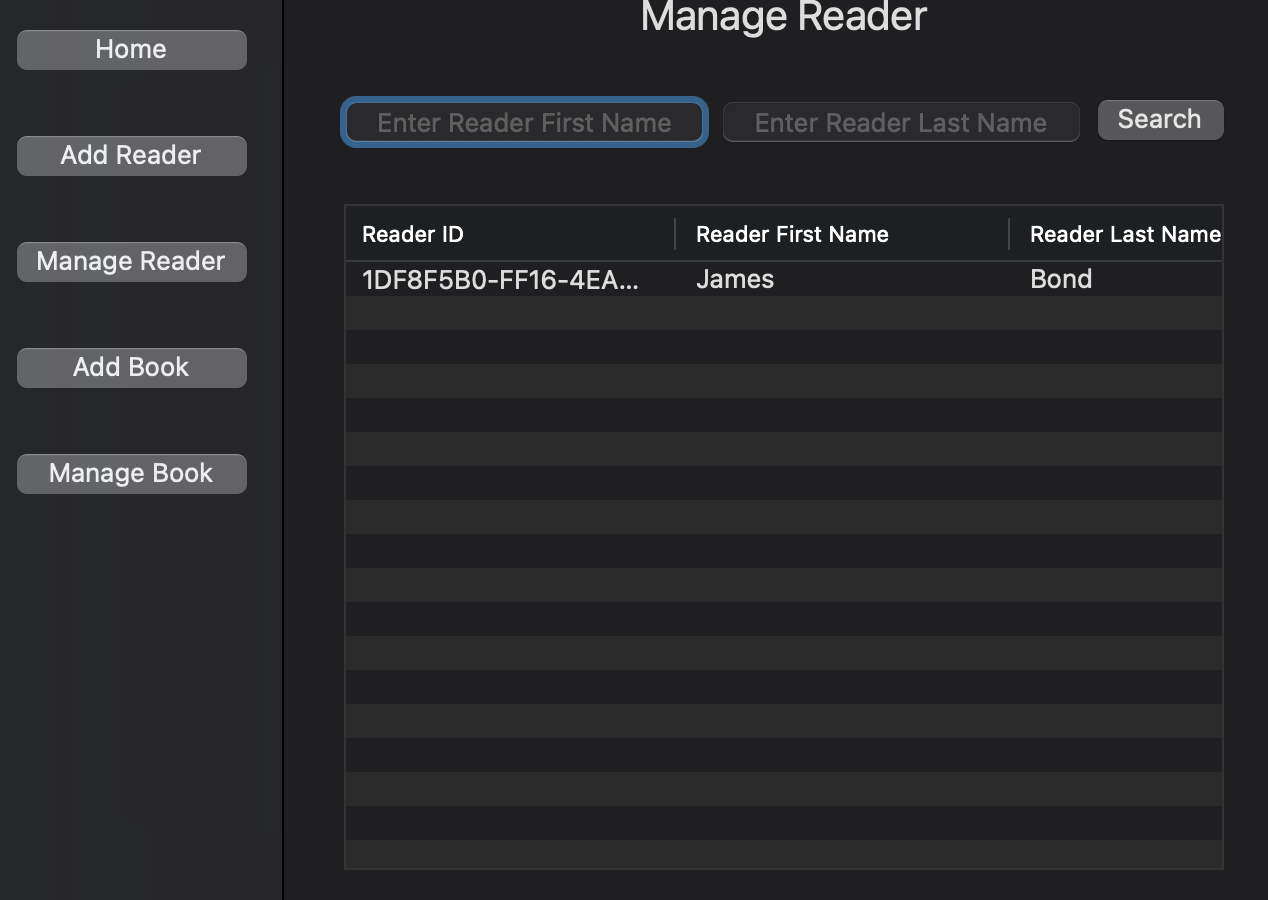 Home
Add Reader
Manage Reader
Add Book
Manage Book
Manage Reader
Enter Reader First Name
Enter Reader Last Name
Search
Reader ID Reader First Name Reader Last Name
1DF8F5B0-FF16-4EA... James Bond